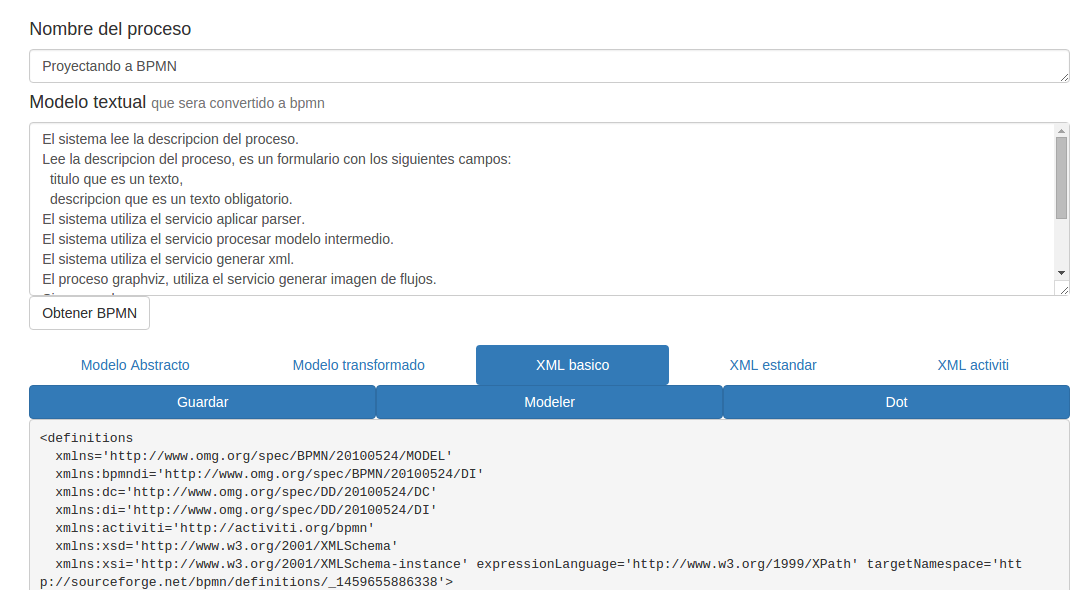 Nombre del proceso
Proyectando a BPMN
Modelo textual que sera convertido a bpmn
El sistema lee la descripcion del proceso.
Lee la descripcion del proceso, es un formulario con los siguientes campos:
titulo que es un texto,
descripcion que es un texto obligatorio.
El sistema utiliza el servicio aplicar parser.
El sistema utiliza el servicio procesar modelo intermedio.
El sistema utiliza el servicio generar xml.
El proceso graphviz, utiliza el servicio generar imagen de flujos.
Obtener BPMN
Modelo Abstracto Modelo transformado XML basico XML estandar XML activiti
Guardar Modeler Dot
<definitions
xmlns='http://www.omg.org/spec/BPMN/20100524/MODEL'
xmlns:bpmndi='http://www.omg.org/spec/BPMN/20100524/DI'
xmlns:dc='http://www.omg.org/spec/DD/20100524/DC'
xmlns:di='http://www.omg.org/spec/DD/20100524/DI'
xmlns:activiti='http://activiti.org/bpmn'
xmlns:xsd='http://www.w3.org/2001/XMLSchema'
xmlns:xsi='http://www.w3.org/2001/XMLSchema-instance' expressionLanguage='http://www.w3.org/1999/XPath' targetNamespace='htt
p://sourceforge.net/bpmn/definitions/_1459655886338'>